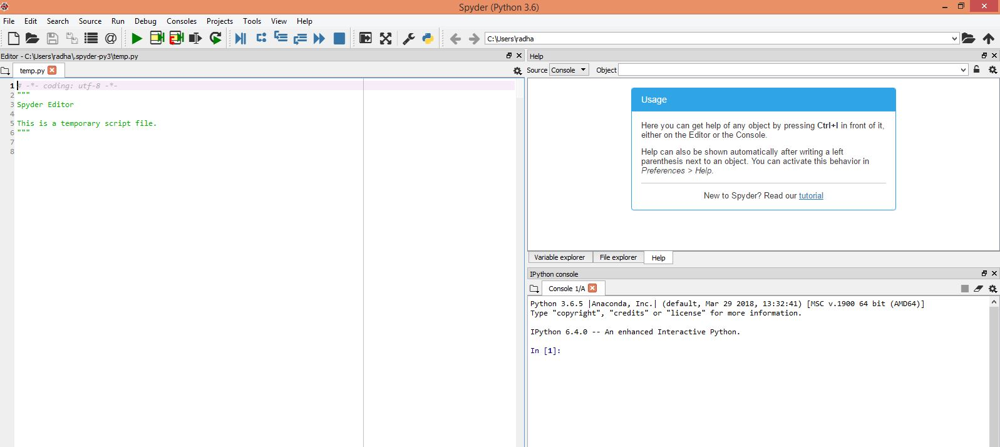 Spyder (Python 3.6)
File Edit Search Source Run Debug Consoles Projects Tools View Help
C:\Users\radha
Editor - C:\Users\radha\.spyder-py3\temp.py
temp.py
1 # -*- coding: utf-8 -*-
2 """
3 Spyder Editor
4
5 This is a temporary script file.
6 """
7
8
Help
Source Console Object
Usage
Here you can get help of any object by pressing Ctrl+I in front of it,
either on the Editor or the Console.
Help can also be shown automatically after writing a left
parenthesis next to an object. You can activate this behavior in
Preferences > Help.
New to Spyder? Read our tutorial
Variable explorer File explorer Help
IPython console
Console 1/A
Python 3.6.5 |Anaconda, Inc.| (default, Mar 29 2018, 13:32:41) [MSC v.1900 64 bit (AMD64)]
Type "copyright", "credits" or "license" for more information.
IPython 6.4.0 -- An enhanced Interactive Python.
In [1]: